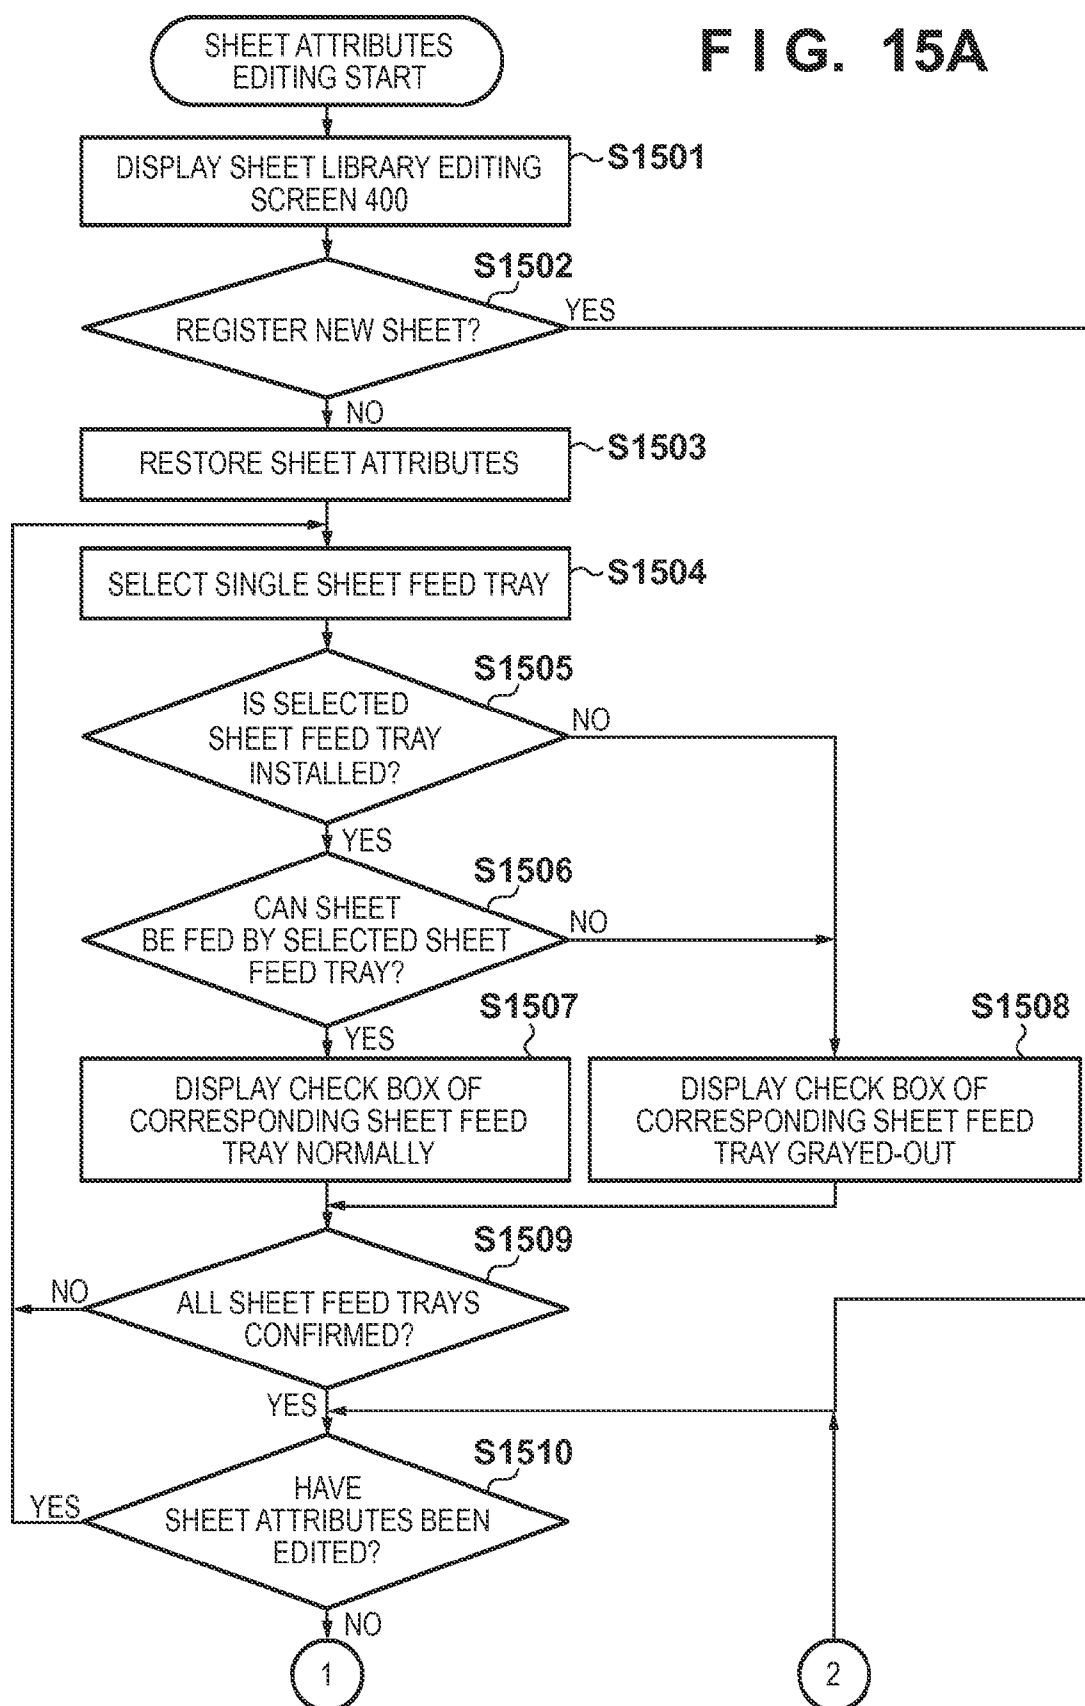 FIG. 15A
SHEET ATTRIBUTES
EDITING START
S1501
DISPLAY SHEET LIBRARY EDITING
SCREEN 400
S1502
REGISTER NEW SHEET?
YES
NO
S1503
RESTORE SHEET ATTRIBUTES
S1504
SELECT SINGLE SHEET FEED TRAY
S1505
IS SELECTED
SHEET FEED TRAY
INSTALLED?
NO
YES
S1506
CAN SHEET
BE FED BY SELECTED SHEET
FEED TRAY?
NO
YES
S1507
DISPLAY CHECK BOX OF
CORRESPONDING SHEET FEED
TRAY NORMALLY
S1508
DISPLAY CHECK BOX OF
CORRESPONDING SHEET FEED
TRAY GRAYED-OUT
S1509
ALL SHEET FEED TRAYS
CONFIRMED?
NO
YES
S1510
HAVE
SHEET ATTRIBUTES BEEN
EDITED?
YES
NO
1
2